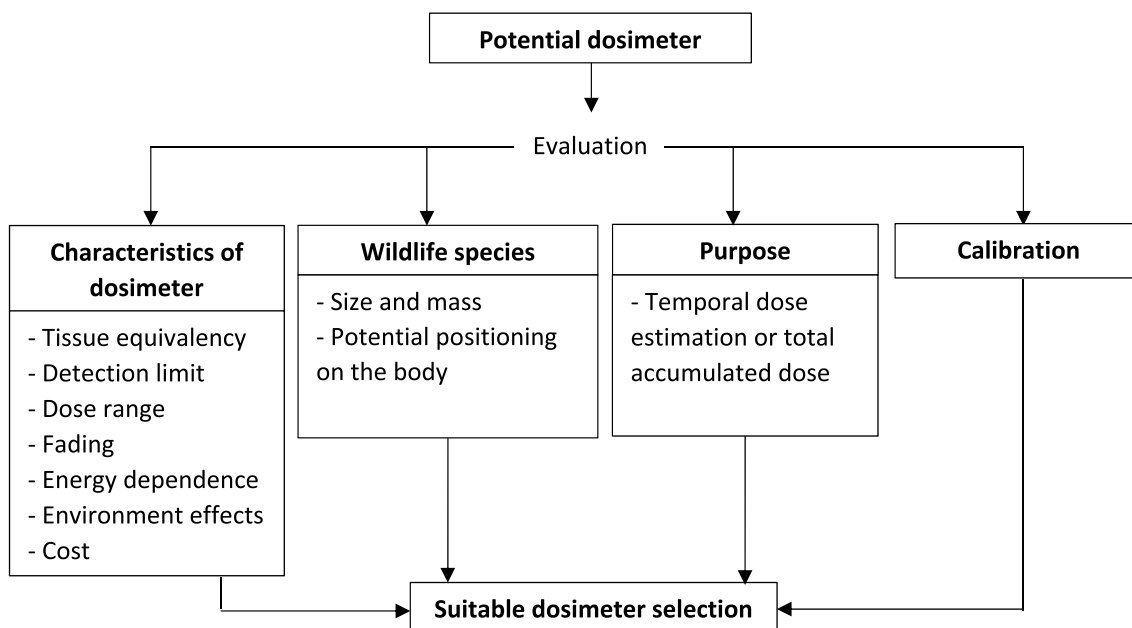 Potential dosimeter
Evaluation
Characteristics of
dosimeter
- Tissue equivalency
- Detection limit
- Dose range
- Fading
- Energy dependence
- Environment effects
- Cost
Wildlife species
- Size and mass
- Potential positioning
on the body
Purpose
- Temporal dose
estimation or total
accumulated dose
Calibration
Suitable dosimeter selection